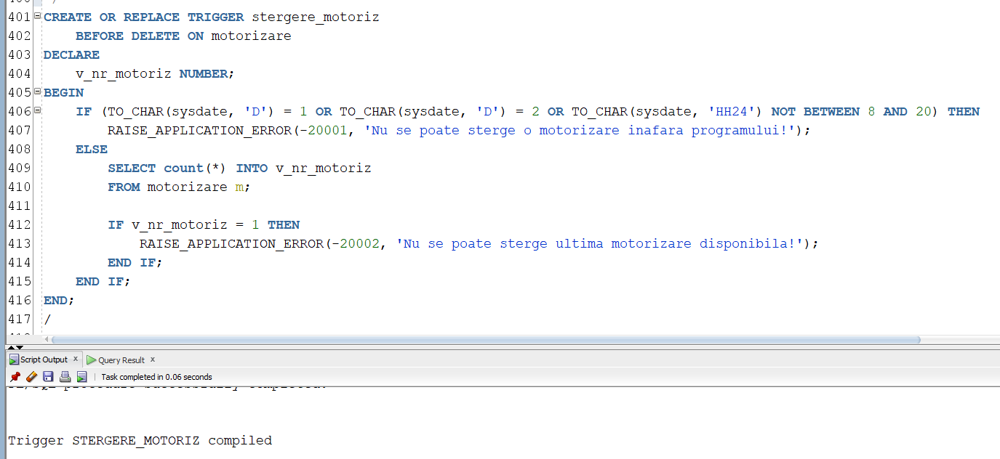 401 CREATE OR REPLACE TRIGGER stergere_motoriz
402     BEFORE DELETE ON motorizare
403 DECLARE
404     v_nr_motoriz NUMBER;
405 BEGIN
406     IF (TO_CHAR(sysdate, 'D') = 1 OR TO_CHAR(sysdate, 'D') = 2 OR TO_CHAR(sysdate, 'HH24') NOT BETWEEN 8 AND 20) THEN
407         RAISE_APPLICATION_ERROR(-20001, 'Nu se poate sterge o motorizare inafara programului!');
408     ELSE
409         SELECT count(*) INTO v_nr_motoriz
410         FROM motorizare m;
411
412         IF v_nr_motoriz = 1 THEN
413             RAISE_APPLICATION_ERROR(-20002, 'Nu se poate sterge ultima motorizare disponibila!');
414         END IF;
415     END IF;
416 END;
417 /
Script Output x Query Result x
Task completed in 0.06 seconds
Trigger STERGERE_MOTORIZ compiled